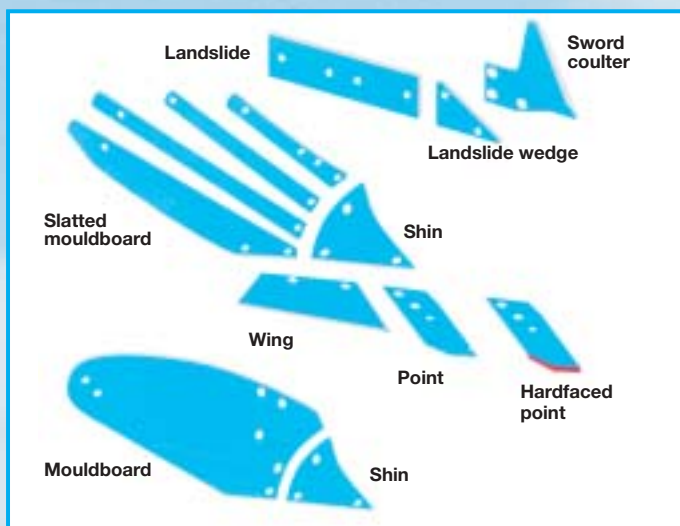 Landslide
Sword
coulter
Landslide wedge
Slatted
mouldboard
Shin
Wing
Point
Hardfaced
point
Mouldboard
Shin